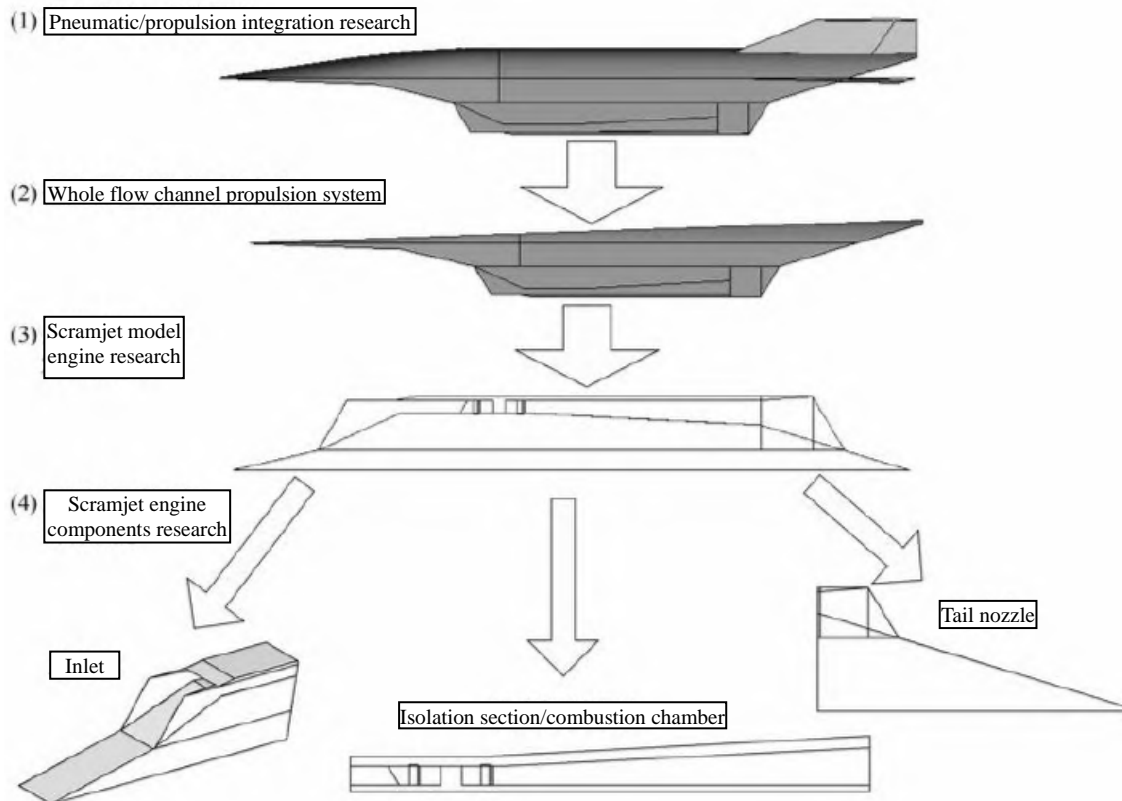 (1) Pneumatic/propulsion integration research
(2) Whole flow channel propulsion system
(3) Scramjet model
engine research
(4) Scramjet engine
components research
Tail nozzle
Inlet
Isolation section/combustion chamber